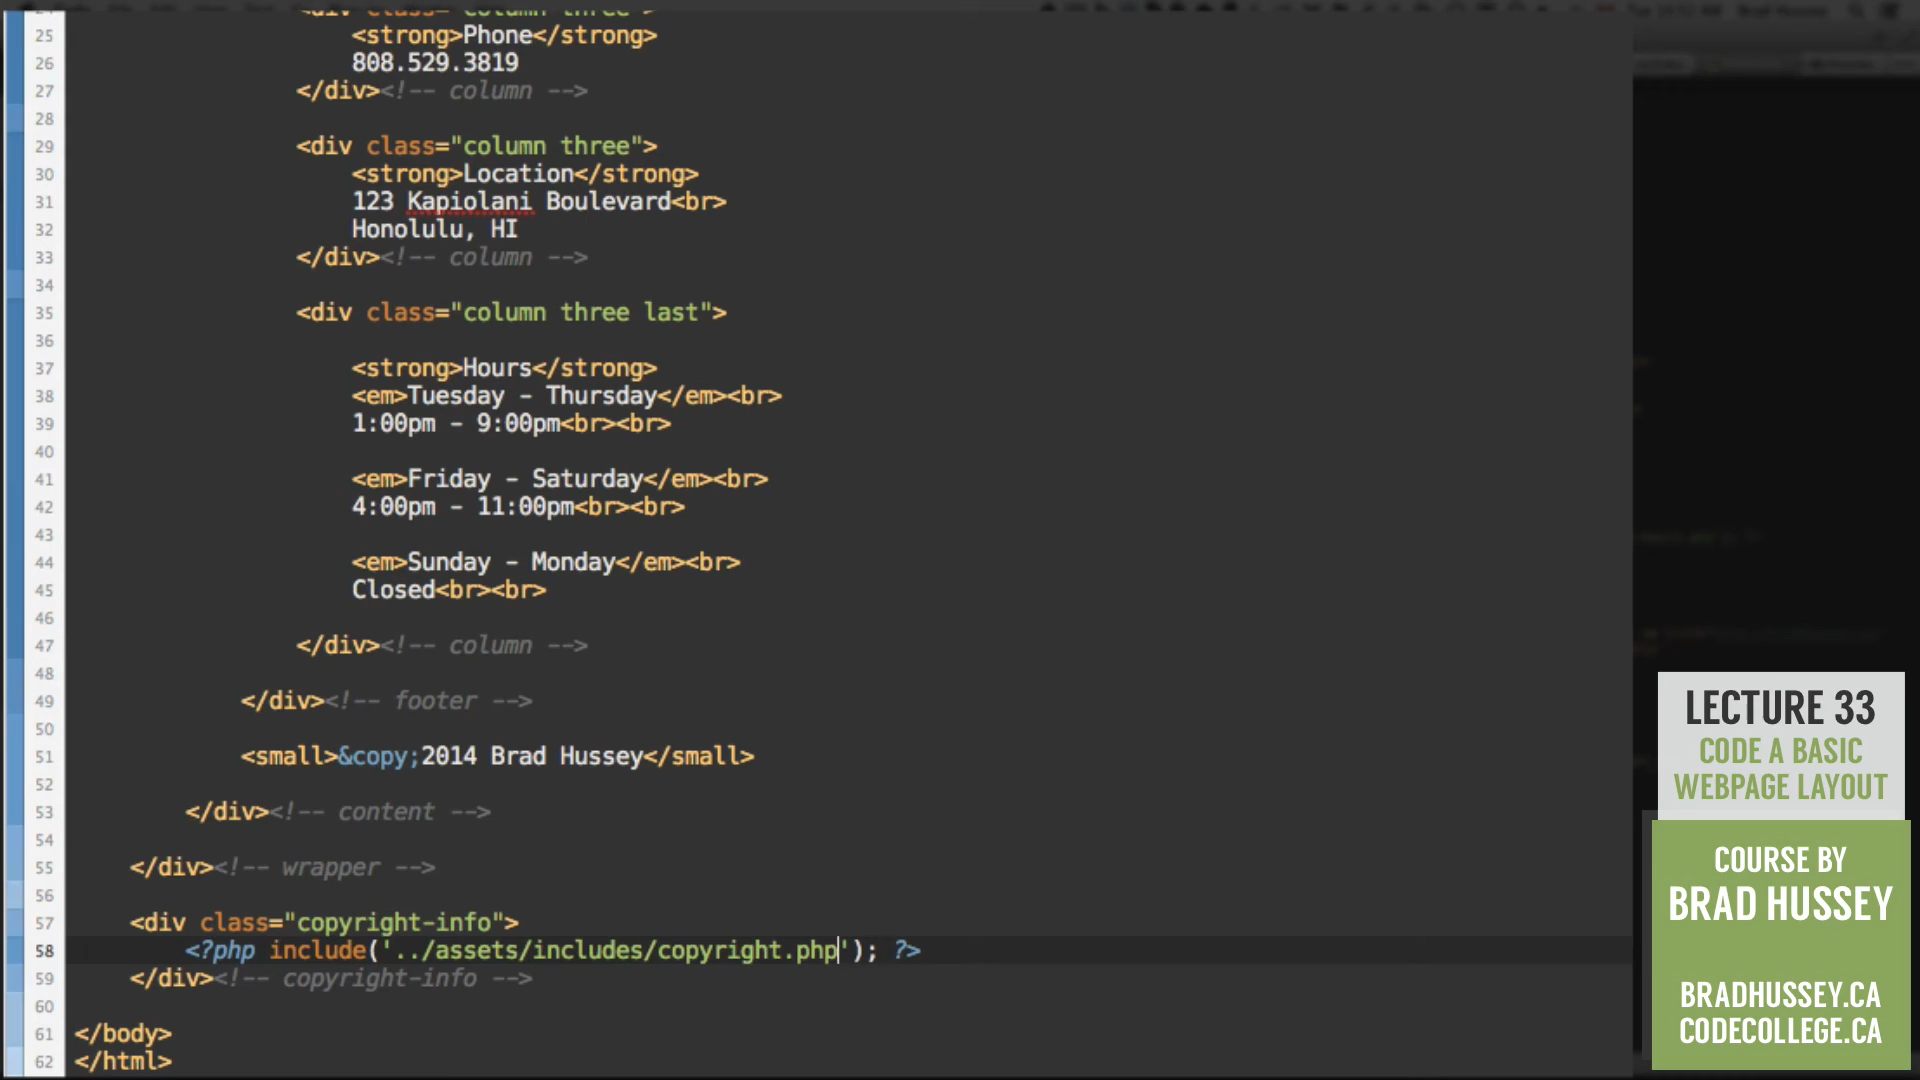 <div class="column three">
25 <strong>Phone</strong>
26 808.529.3819
27 </div><!-- column -->
28
29 <div class="column three">
30 <strong>Location</strong>
31 123 Kapiolani Boulevard<br>
32 Honolulu, HI
33 </div><!-- column -->
34
35 <div class="column three last">
36
37 <strong>Hours</strong>
38 <em>Tuesday - Thursday</em><br>
39 1:00pm - 9:00pm<br><br>
40
41 <em>Friday - Saturday</em><br>
42 4:00pm - 11:00pm<br><br>
43
44 <em>Sunday - Monday</em><br>
45 Closed<br><br>
46
47 </div><!-- column -->
48
49 </div><!-- footer -->
50
51 <small>&copy;2014 Brad Hussey</small>
52
53 </div><!-- content -->
54
55 </div><!-- wrapper -->
56
57 <div class="copyright-info">
58 <?php include('../assets/includes/copyright.php'); ?>
59 </div><!-- copyright-info -->
60
61 </body>
62 </html>
LECTURE 33
CODE A BASIC
WEBPAGE LAYOUT
COURSE BY
BRAD HUSSEY
BRADHUSSEY.CA
CODECOLLEGE.CA